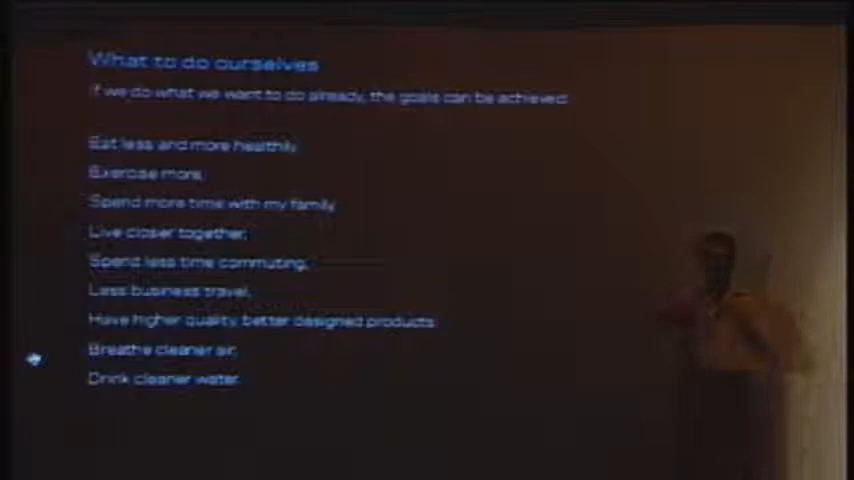 What to do ourselves
If we do what we want to do already, the goals can be achieved
Eat less and more healthily.
Exercise more,
Spend more time with my family.
Live closer together,
Spend less time commuting,
Less business travel,
Have higher quality, better designed products
Breathe cleaner air,
Drink cleaner water.